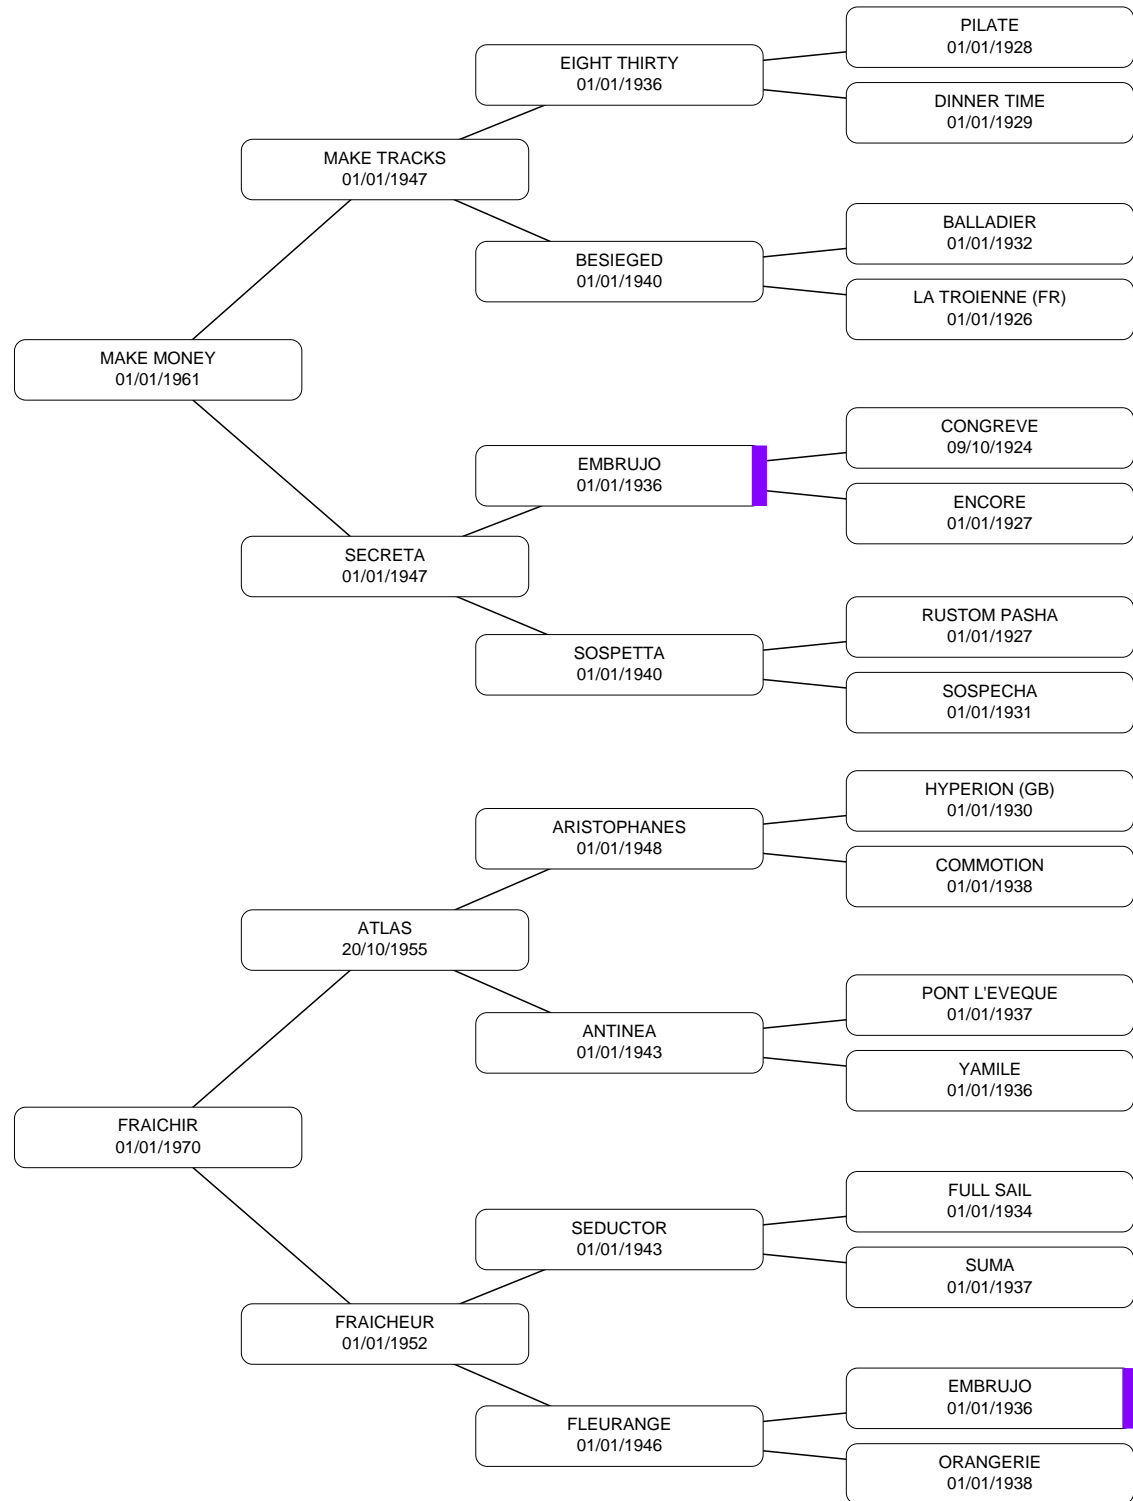 PILATE
01/01/1928
EIGHT THIRTY
01/01/1936
DINNER TIME
01/01/1929
MAKE TRACKS
01/01/1947
BALLADIER
01/01/1932
BESIEGED
01/01/1940
LA TROIENNE (FR)
01/01/1926
MAKE MONEY
01/01/1961
CONGREVE
09/10/1924
EMBRUJO
01/01/1936
ENCORE
01/01/1927
SECRETA
01/01/1947
RUSTOM PASHA
01/01/1927
SOSPETTA
01/01/1940
SOSPECHA
01/01/1931
HYPERION (GB)
01/01/1930
ARISTOPHANES
01/01/1948
COMMOTION
01/01/1938
ATLAS
20/10/1955
PONT L'EVEQUE
01/01/1937
ANTINEA
01/01/1943
YAMILE
01/01/1936
FRAICHIR
01/01/1970
FULL SAIL
01/01/1934
SEDUCTOR
01/01/1943
SUMA
01/01/1937
FRAICHEUR
01/01/1952
EMBRUJO
01/01/1936
FLEURANGE
01/01/1946
ORANGERIE
01/01/1938